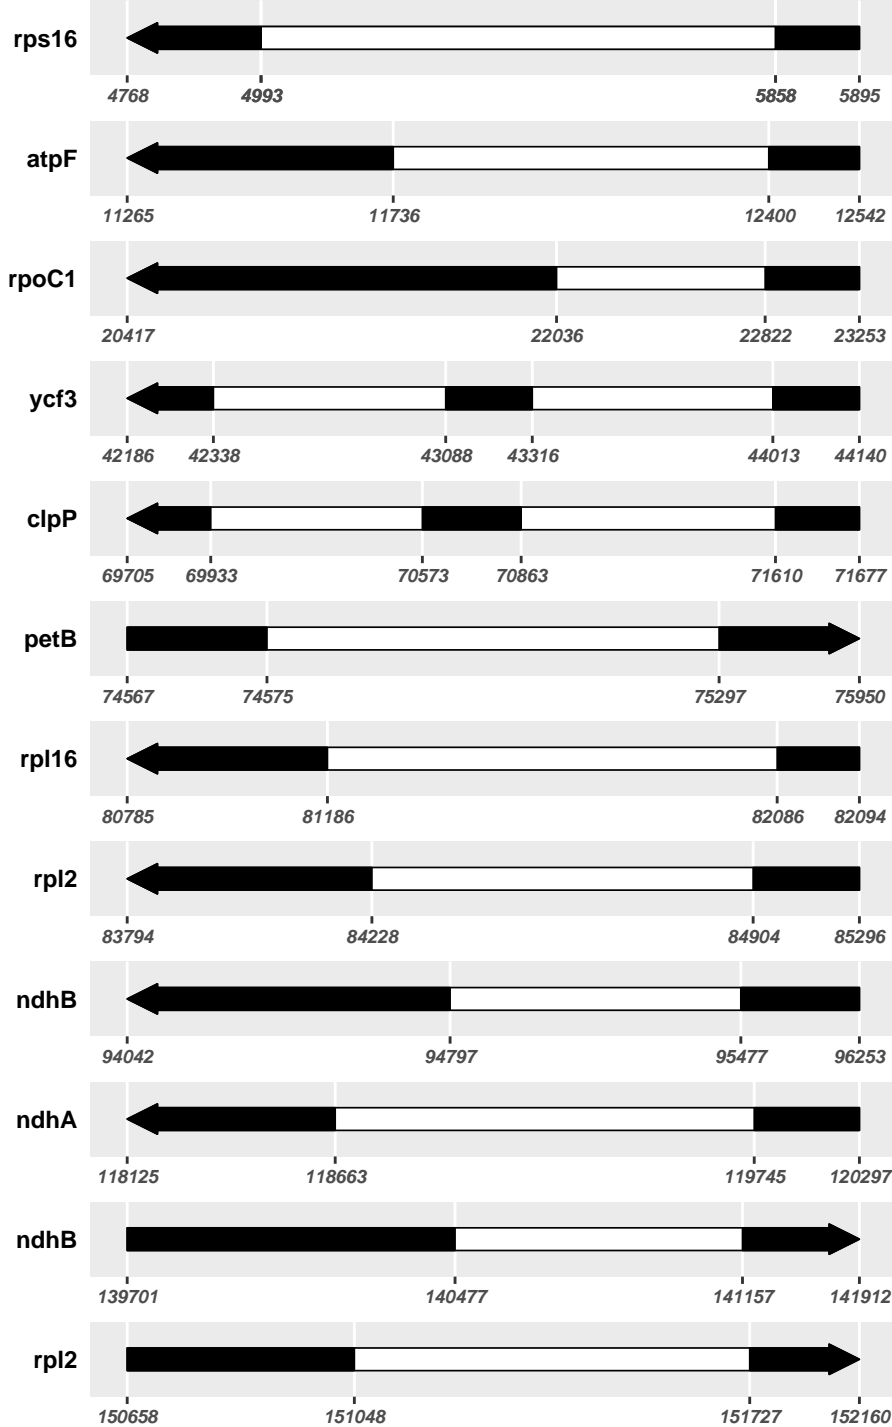 rps16
4768 4993 5858 5895
atpF
11265 11736 12400 12542
rpoC1
20417 22036 22822 23253
ycf3
42186 42338 43088 43316 44013 44140
clpP
69705 69933 70573 70863 71610 71677
petB
74567 74575 75297 75950
rpl16
80785 81186 82086 82094
rpl2
83794 84228 84904 85296
ndhB
94042 94797 95477 96253
ndhA
118125 118663 119745 120297
ndhB
139701 140477 141157 141912
rpl2
150658 151048 151727 152160